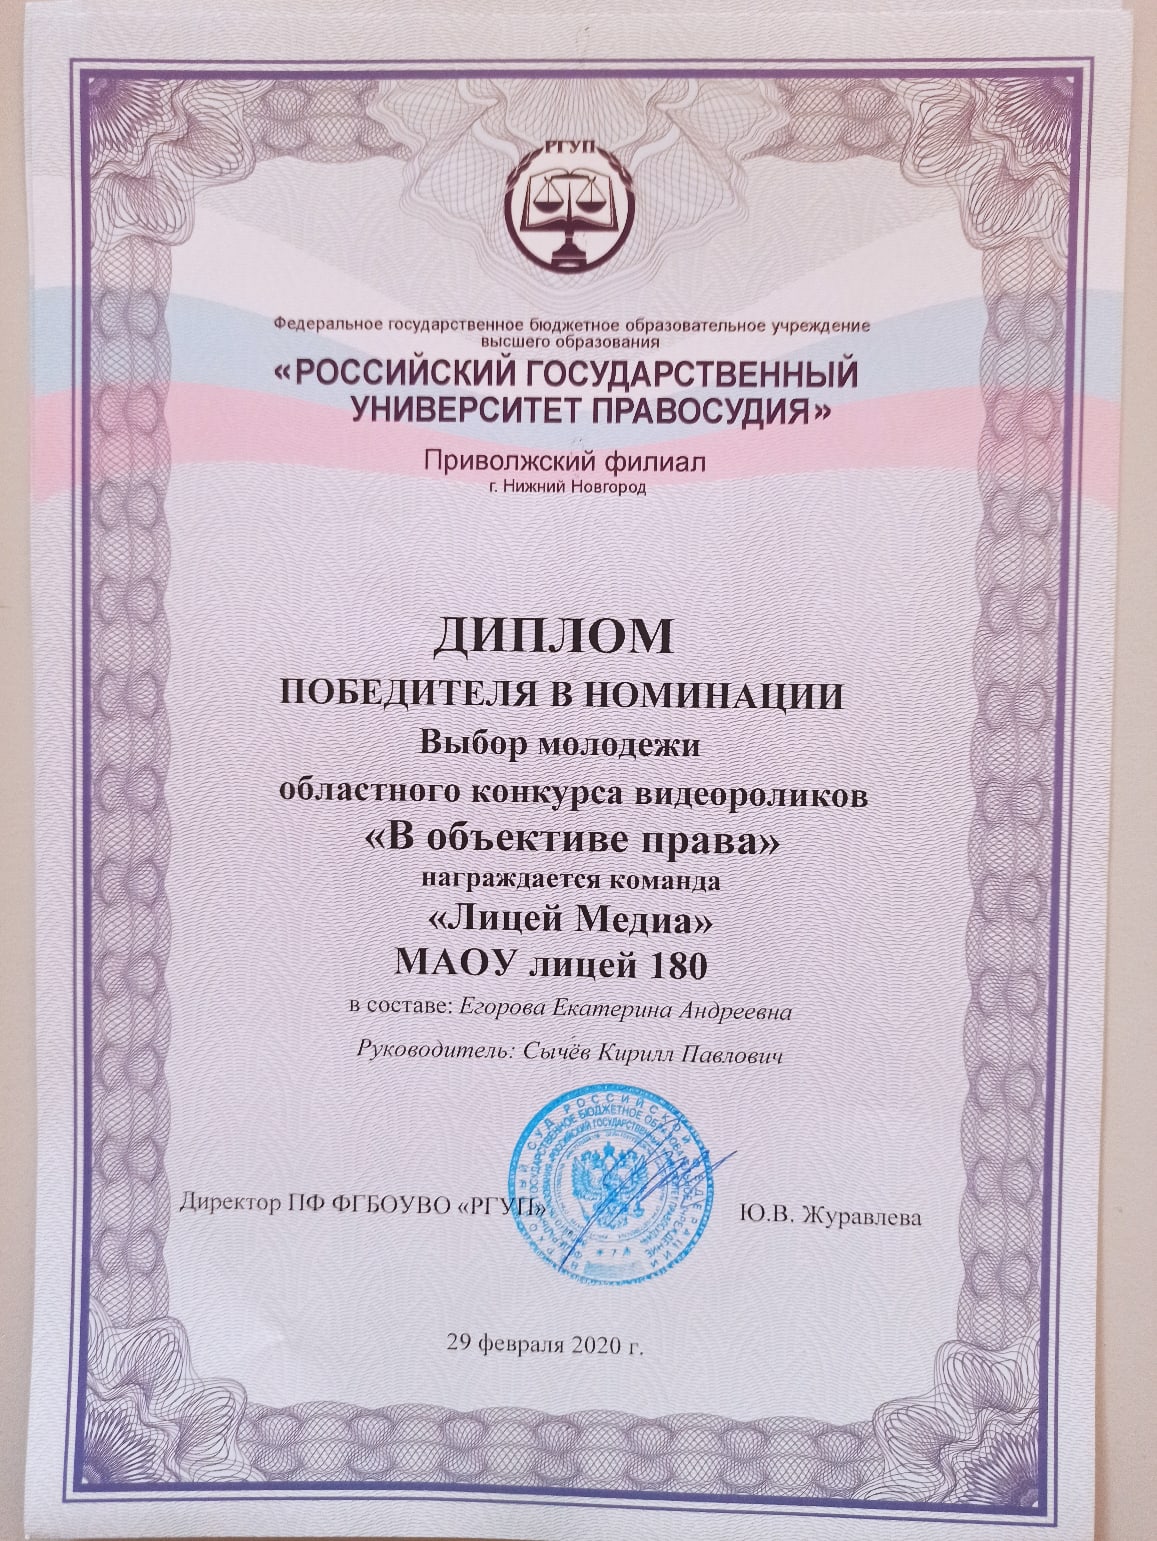 РГУП
Федеральное государственное бюджетное образовательное учреждение
высшего образования
«РОССИЙСКИЙ ГОСУДАРСТВЕННЫЙ
УНИВЕРСИТЕТ ПРАВОСУДИЯ»
Приволжский филиал
г. Нижний Новгород
ДИПЛОМ
ПОБЕДИТЕЛЯ В НОМИНАЦИИ
Выбор молодежи
областного конкурса видеороликов
«В объективе права»
награждается команда
«Лицей Медиа»
МАОУ лицей 180
в составе: Егорова Екатерина Андреевна
Руководитель: Сычёв Кирилл Павлович
Директор ПФ ФГБОУВО «РГУП»
Ю.В. Журавлева
29 февраля 2020 г.